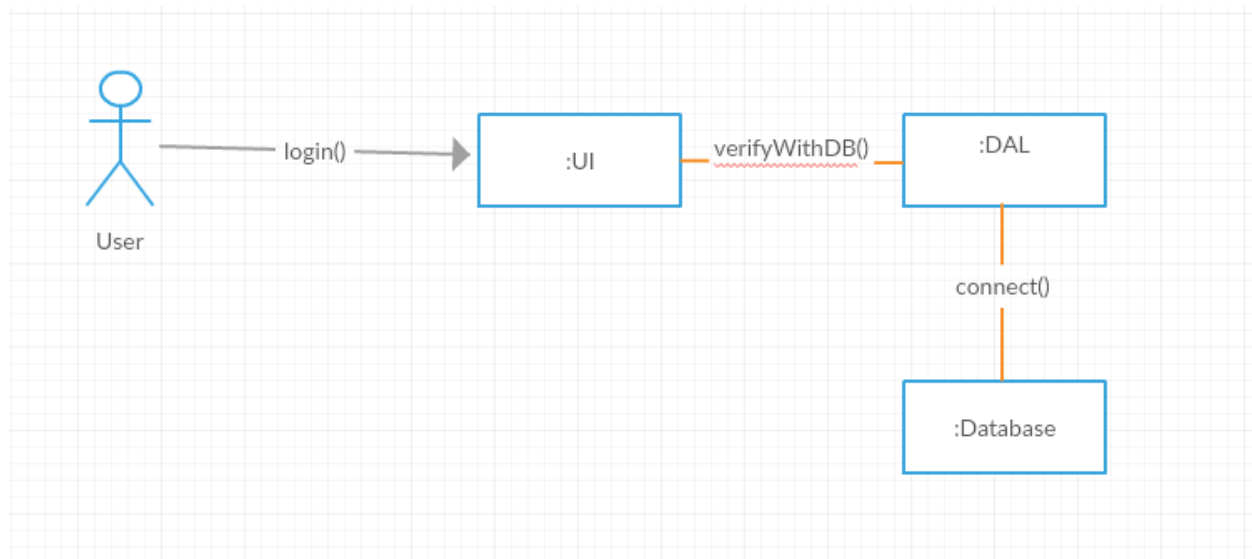 login()
:UI
verifyWithDB()
:DAL
User
connect()
:Database